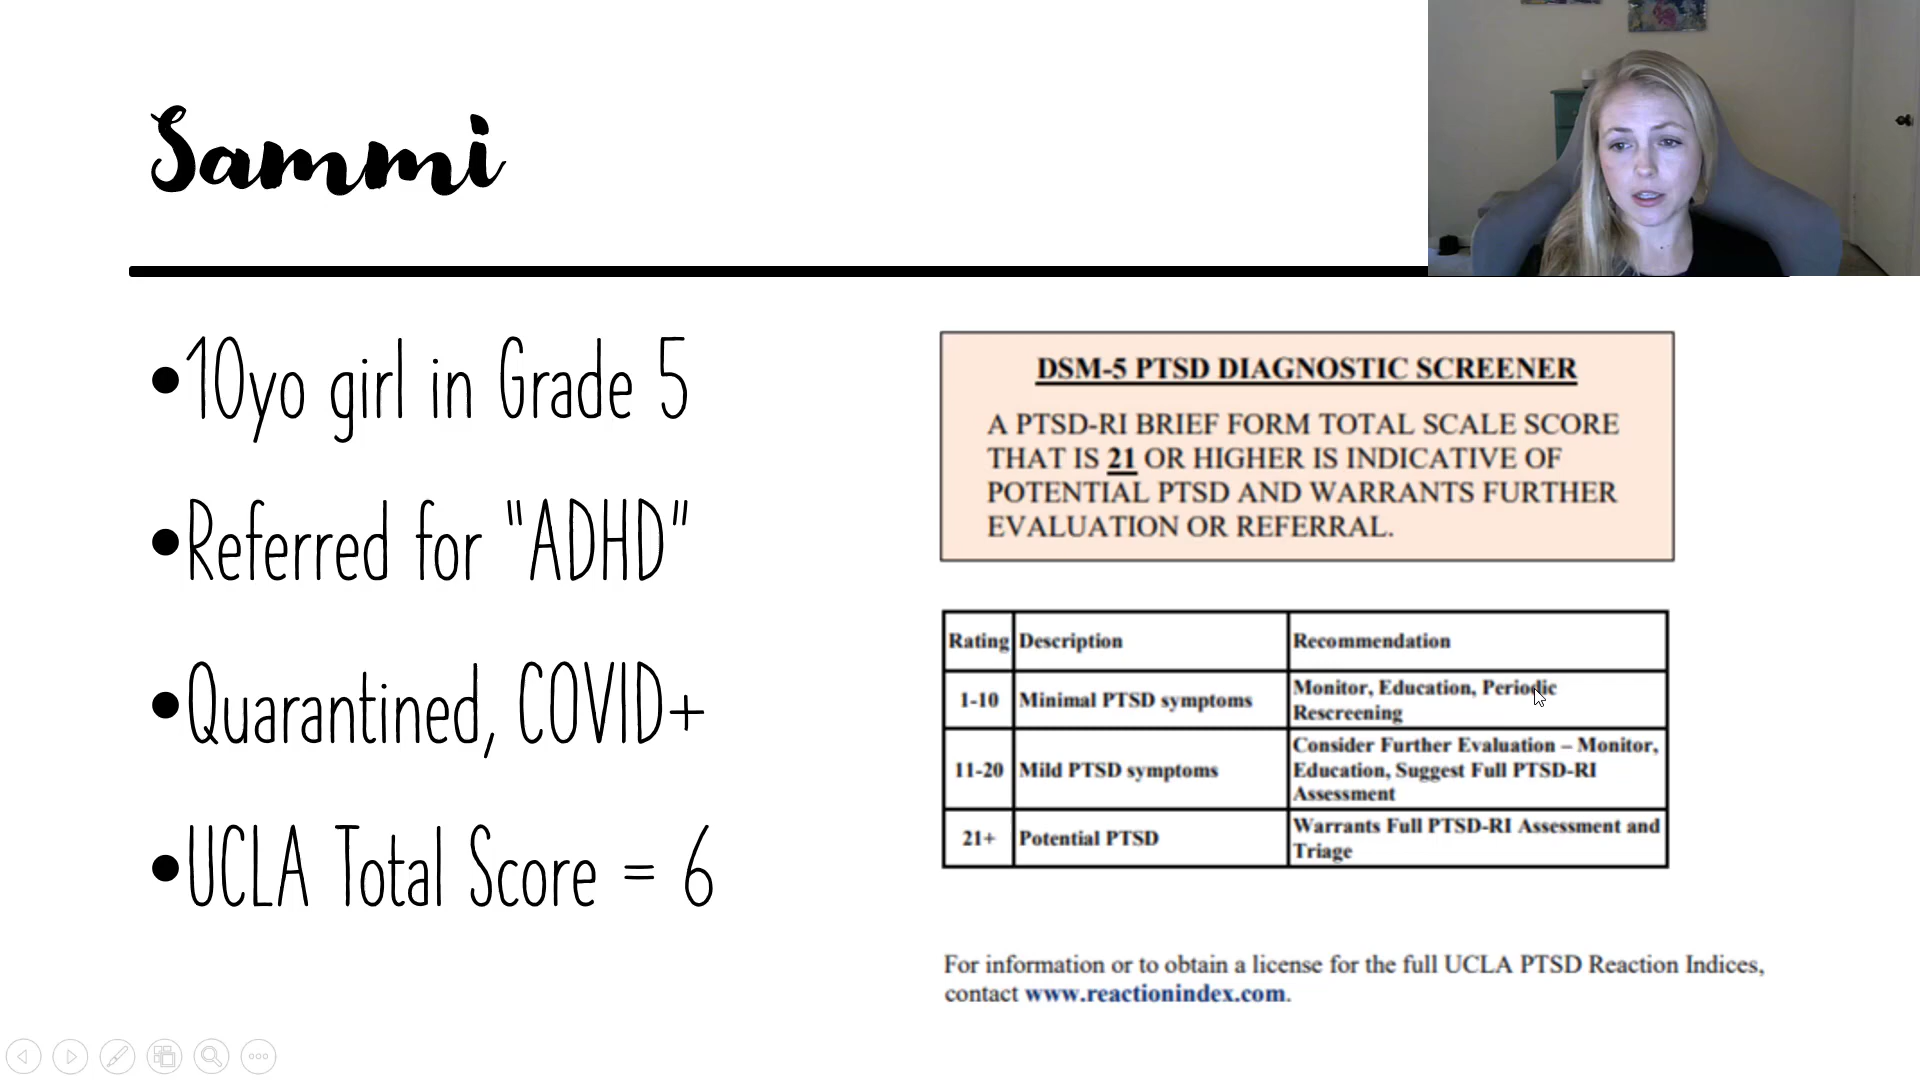 Sammi
•10yo girl in Grade 5
•Referred for "ADHD"
•Quarantined, COVID+
•UCLA Total Score = 6
DSM-5 PTSD DIAGNOSTIC SCREENER
A PTSD-RI BRIEF FORM TOTAL SCALE SCORE
THAT IS 21 OR HIGHER IS INDICATIVE OF
POTENTIAL PTSD AND WARRANTS FURTHER
EVALUATION OR REFERRAL.
Rating Description Recommendation
1-10 Minimal PTSD symptoms Monitor, Education, Periodic
Rescreening
11-20 Mild PTSD symptoms Consider Further Evaluation – Monitor,
Education, Suggest Full PTSD-RI
Assessment
21+ Potential PTSD Warrants Full PTSD-RI Assessment and
Triage
For information or to obtain a license for the full UCLA PTSD Reaction Indices,
contact www.reactionindex.com.